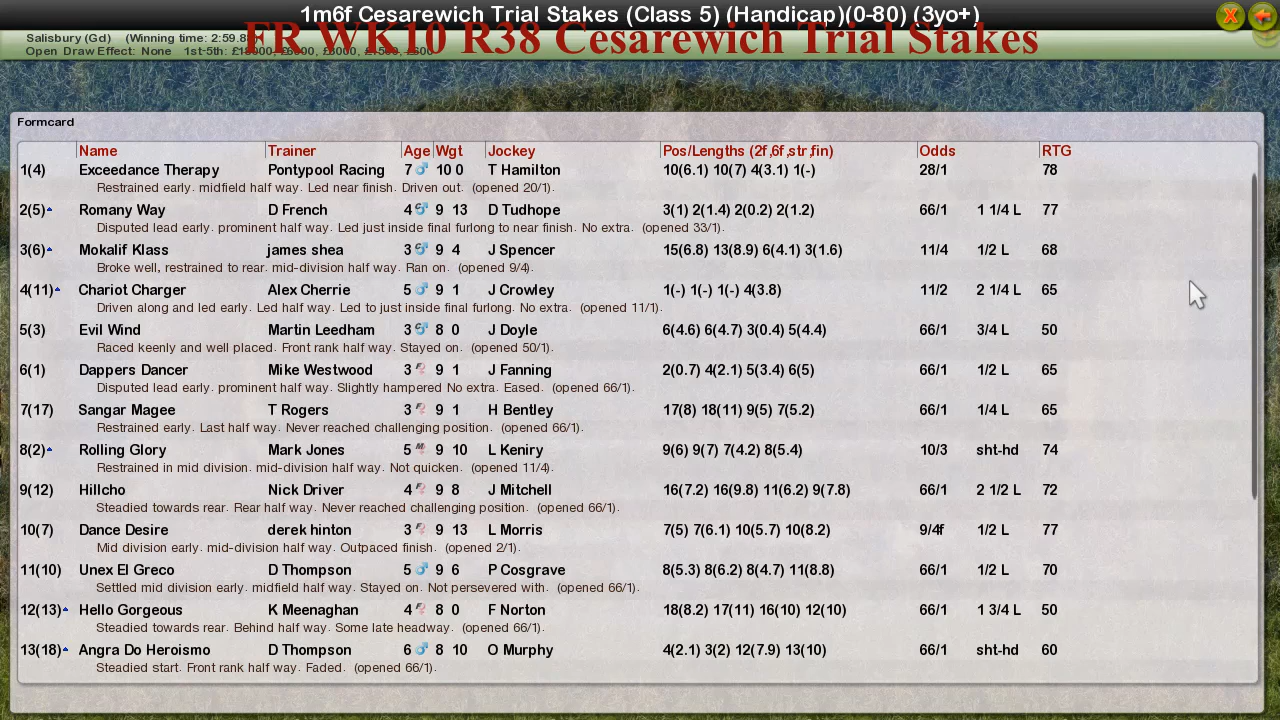 1m6f Cesarewich Trial Stakes (Class 5) (Handicap)(0-80) (3yo+)
FR WK10 R38 Cesarewich Trial Stakes
Salisbury (Gd) (Winning time: 2:59.8
Open Draw Effect: None 1st-5th:
Formcard
Name Trainer Age Wgt Jockey Pos/Lengths (2f,6f,str,fin) Odds RTG
1(4) Exceedance Therapy Pontypool Racing 7 10 0 T Hamilton 10(6.1) 10(7) 4(3.1) 1(-) 28/1 78
Restrained early. midfield half way. Led near finish. Driven out. (opened 20/1).
2(5) Romany Way D French 4 9 13 D Tudhope 3(1) 2(1.4) 2(0.2) 2(1.2) 66/1 1 1/4 L 77
Disputed lead early. prominent half way. Led just inside final furlong to near finish. No extra. (opened 33/1).
3(6) Mokalif Klass james shea 3 9 4 J Spencer 15(6.8) 13(8.9) 6(4.1) 3(1.6) 11/4 1/2 L 68
Broke well, restrained to rear. mid-division half way. Ran on. (opened 9/4).
4(11) Chariot Charger Alex Cherrie 5 9 1 J Crowley 1(-) 1(-) 1(-) 4(3.8) 11/2 2 1/4 L 65
Driven along and led early. Led half way. Led to just inside final furlong. No extra. (opened 11/1).
5(3) Evil Wind Martin Leedham 3 8 0 J Doyle 6(4.6) 6(4.7) 3(0.4) 5(4.4) 66/1 3/4 L 50
Raced keenly and well placed. Front rank half way. Stayed on. (opened 50/1).
6(1) Dappers Dancer Mike Westwood 3 9 1 J Fanning 2(0.7) 4(2.1) 5(3.4) 6(5) 66/1 1/2 L 65
Disputed lead early. prominent half way. Slightly hampered No extra. Eased. (opened 66/1).
7(17) Sangar Magee T Rogers 3 9 1 H Bentley 17(8) 18(11) 9(5) 7(5.2) 66/1 1/4 L 65
Restrained early. Last half way. Never reached challenging position. (opened 66/1).
8(2) Rolling Glory Mark Jones 5 9 10 L Keniry 9(6) 9(7) 7(4.2) 8(5.4) 10/3 sht-hd 74
Restrained in mid division. mid-division half way. Not quicken. (opened 11/4).
9(12) Hillcho Nick Driver 4 9 8 J Mitchell 16(7.2) 16(9.8) 11(6.2) 9(7.8) 66/1 2 1/2 L 72
Steadied towards rear. Rear half way. Never reached challenging position. (opened 66/1).
10(7) Dance Desire derek hinton 3 9 13 L Morris 7(5) 7(6.1) 10(5.7) 10(8.2) 9/4f 1/2 L 77
Mid division early. mid-division half way. Outpaced finish. (opened 2/1).
11(10) Unex El Greco D Thompson 5 9 6 P Cosgrave 8(5.3) 8(6.2) 8(4.7) 11(8.8) 66/1 1/2 L 70
Settled mid division early. midfield half way. Stayed on. Not persevered with. (opened 66/1).
12(13) Hello Gorgeous K Meenaghan 4 8 0 F Norton 18(8.2) 17(11) 16(10) 12(10) 66/1 1 3/4 L 50
Steadied towards rear. Behind half way. Some late headway. (opened 66/1).
13(18) Angra Do Heroismo D Thompson 6 8 10 O Murphy 4(2.1) 3(2) 12(7.9) 13(10) 66/1 sht-hd 60
Steadied start. Front rank half way. Faded. (opened 66/1).